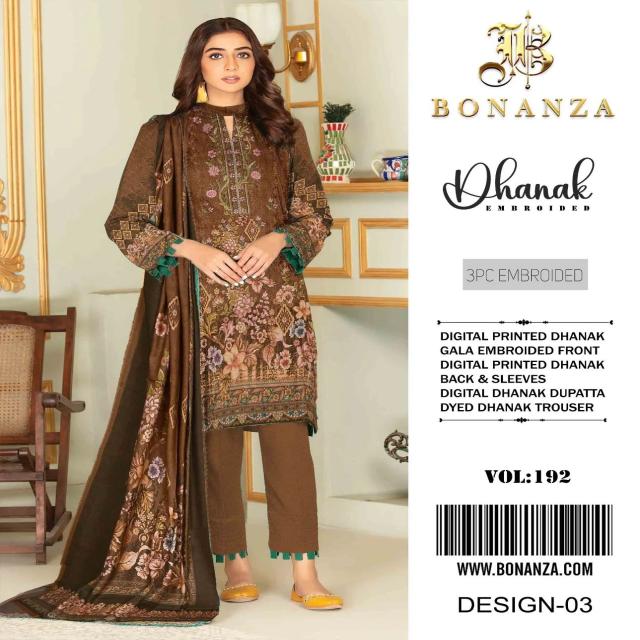 B
BONANZA
Dhanak
EMBROIDED
3PC EMBROIDED
DIGITAL PRINTED DHANAK
GALA EMBROIDED FRONT
DIGITAL PRINTED DHANAK
BACK & SLEEVES
DIGITAL DHANAK DUPATTA
DYED DHANAK TROUSER
VOL:192
WWW.BONANZA.COM
DESIGN-03